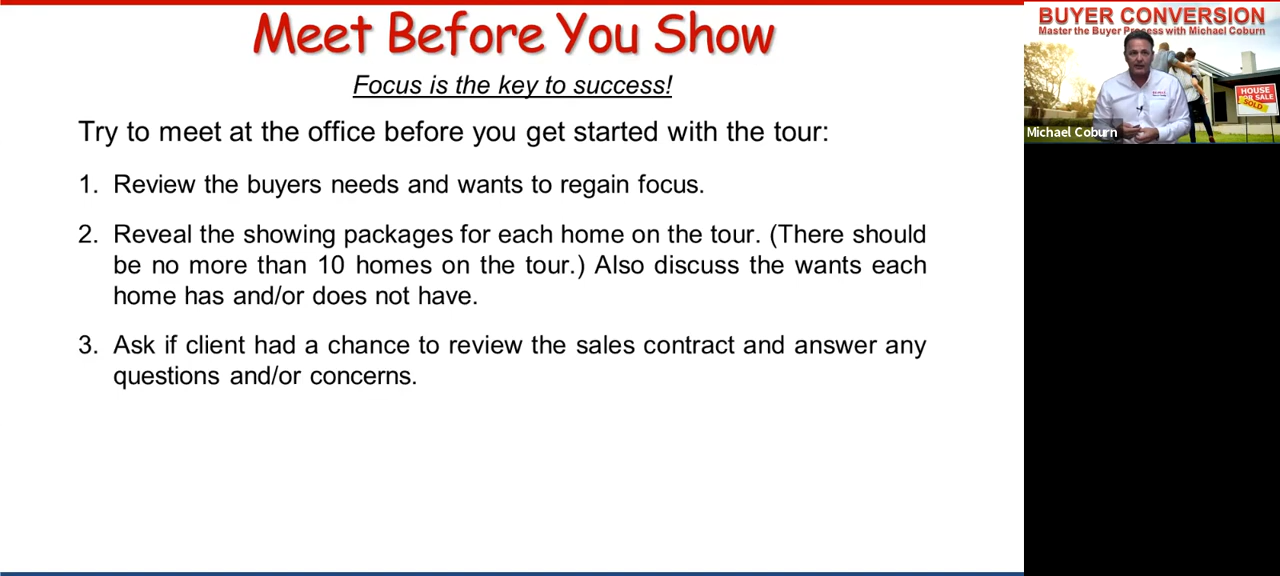 Meet Before You Show
Focus is the key to success!
Try to meet at the office before you get started with the tour:
1. Review the buyers needs and wants to regain focus.
2. Reveal the showing packages for each home on the tour. (There should
be no more than 10 homes on the tour.) Also discuss the wants each
home has and/or does not have.
3. Ask if client had a chance to review the sales contract and answer any
questions and/or concerns.
BUYER CONVERSION
Master the Buyer Process with Michael Coburn
HOUSE
FOR SALE
SOLD
Michael Coburn